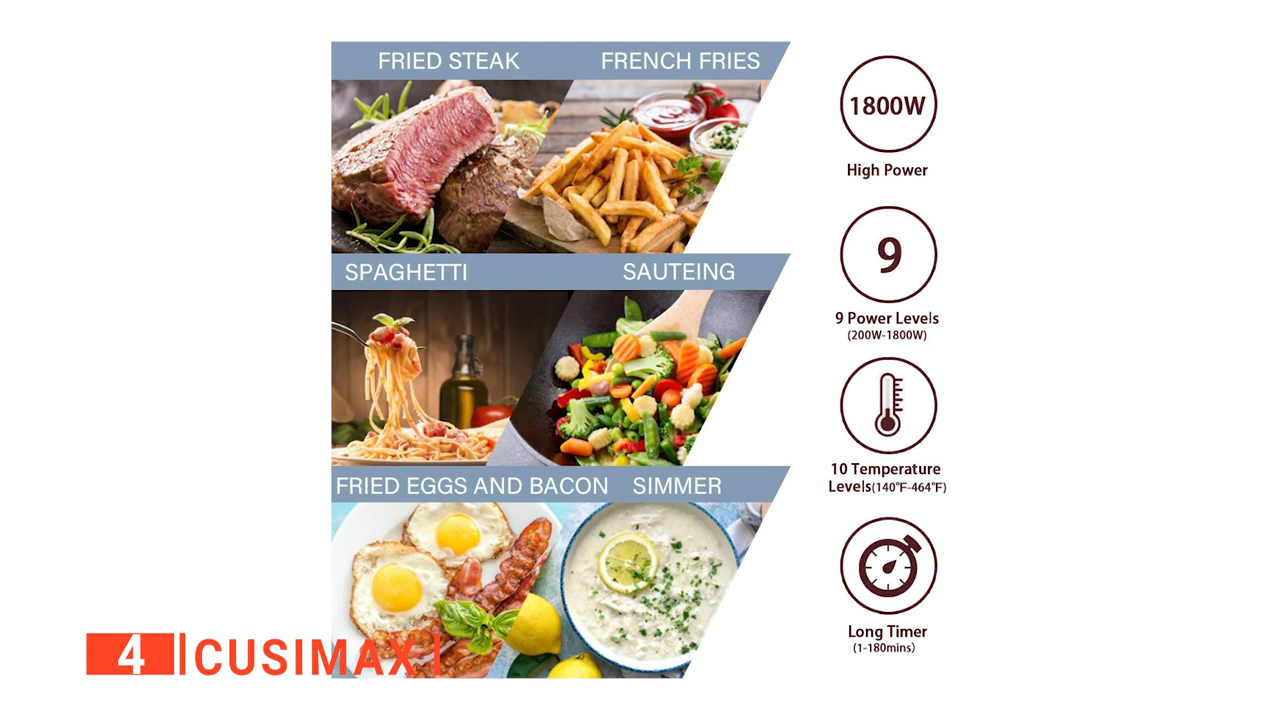 FRIED STEAK FRENCH FRIES
SPAGHETTI SAUTEING
FRIED EGGS AND BACON SIMMER
1800W
High Power
9
9 Power Levels
(200W-1800W)
10 Temperature
Levels(140°F-464°F)
Long Timer
(1-180mins)
4 CUSIMAX